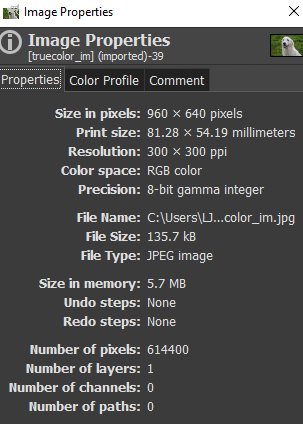 Image Properties
Image Properties
[truecolor_im] (imported)-39
Properties Color Profile Comment
Size in pixels: 960 × 640 pixels
Print size: 81.28 × 54.19 millimeters
Resolution: 300 × 300 ppi
Color space: RGB color
Precision: 8-bit gamma integer
File Name: C:\Users\LJ...color_im.jpg
File Size: 135.7 kB
File Type: JPEG image
Size in memory: 5.7 MB
Undo steps: None
Redo steps: None
Number of pixels: 614400
Number of layers: 1
Number of channels: 0
Number of paths: 0